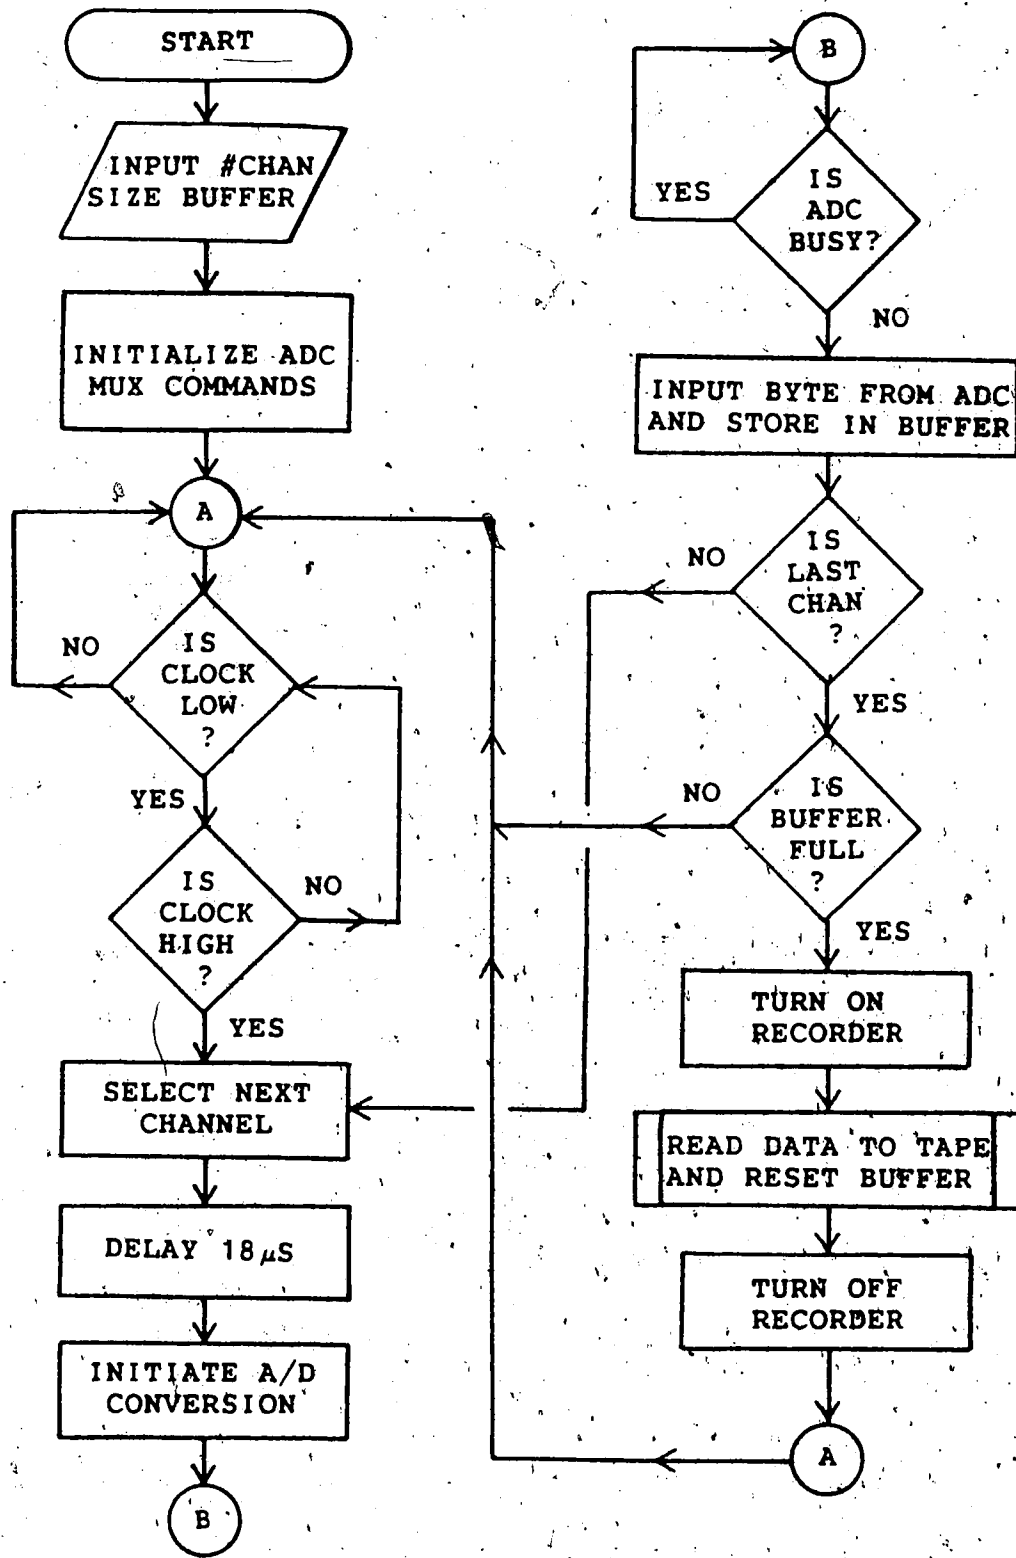 START
INPUT #CHAN
SIZE BUFFER
INITIALIZE ADC
MUX COMMANDS
A
NO
IS
CLOCK
LOW
?
YES
IS
CLOCK
HIGH
?
NO
YES
SELECT NEXT
CHANNEL
DELAY 18μS
INITIATE A/D
CONVERSION
B
B
YES
IS
ADC
BUSY?
NO
INPUT BYTE FROM ADC
AND STORE IN BUFFER
NO
IS
LAST
CHAN
?
YES
NO
IS
BUFFER
FULL
?
YES
TURN ON
RECORDER
READ DATA TO TAPE
AND RESET BUFFER
TURN OFF
RECORDER
A